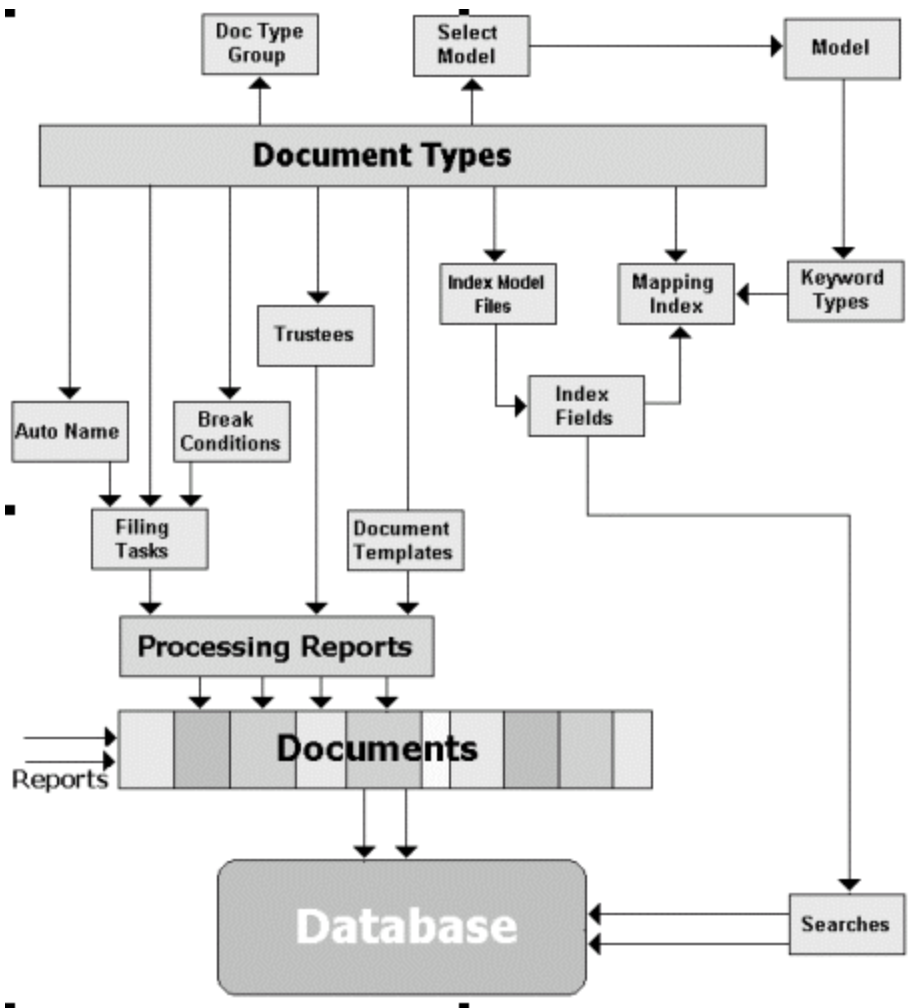 Doc Type
Group
Select
Model
Model
Document Types
Index Model
Files
Mapping
Index
Keyword
Types
Trustees
Index
Fields
Auto Name
Break
Conditions
Filing
Tasks
Document
Templates
Processing Reports
Documents
Reports
Database
Searches